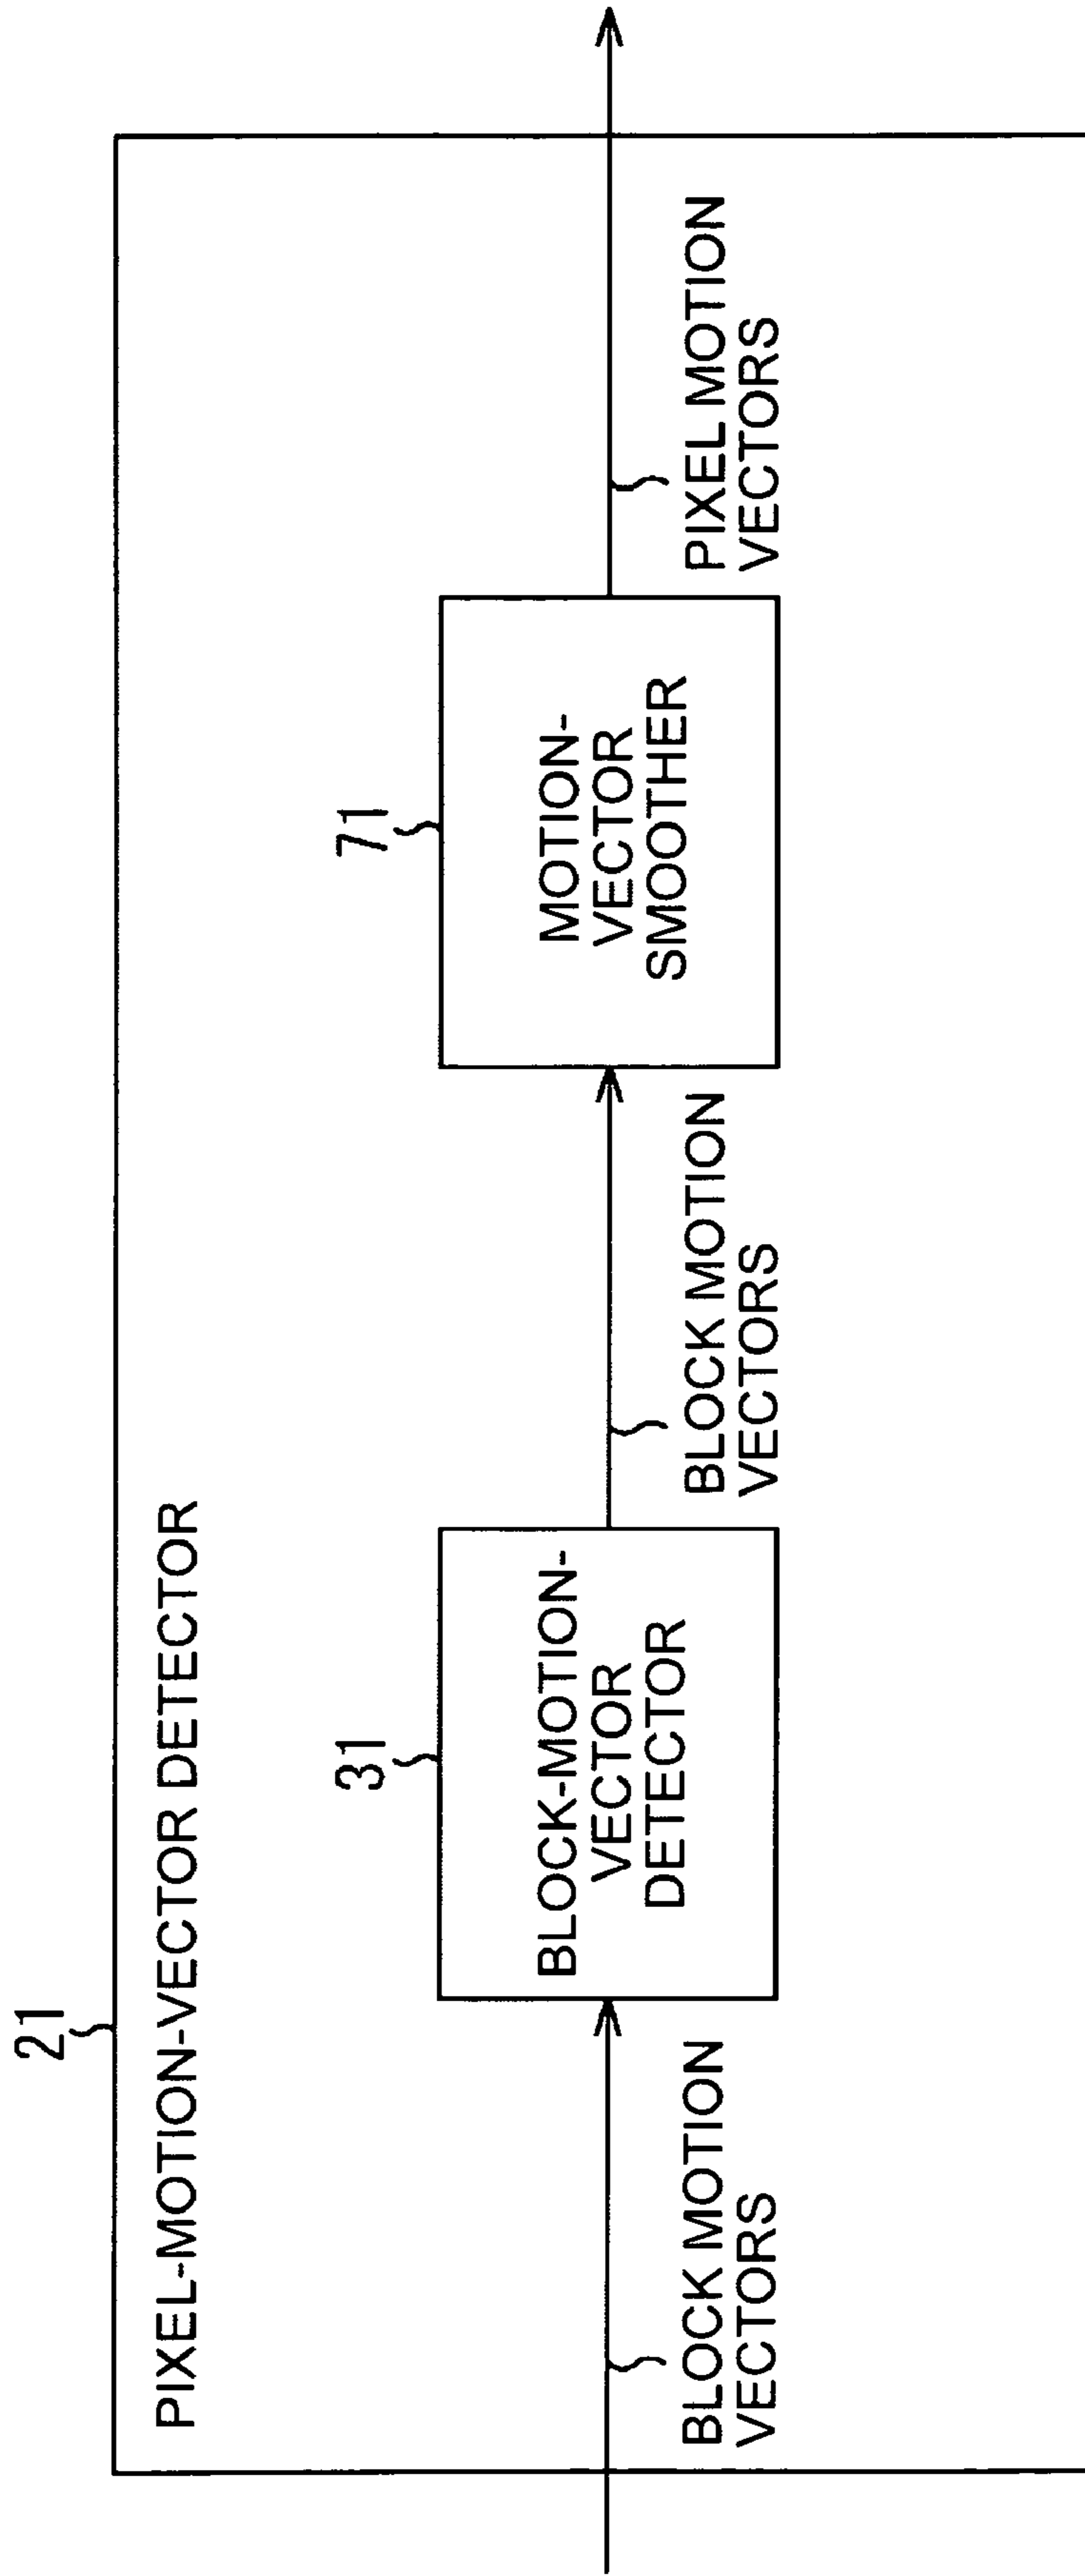 21
PIXEL-MOTION-VECTOR DETECTOR
BLOCK MOTION
VECTORS
31
BLOCK-MOTION-
VECTOR
DETECTOR
BLOCK MOTION
VECTORS
71
MOTION-
VECTOR
SMOOTHER
PIXEL MOTION
VECTORS